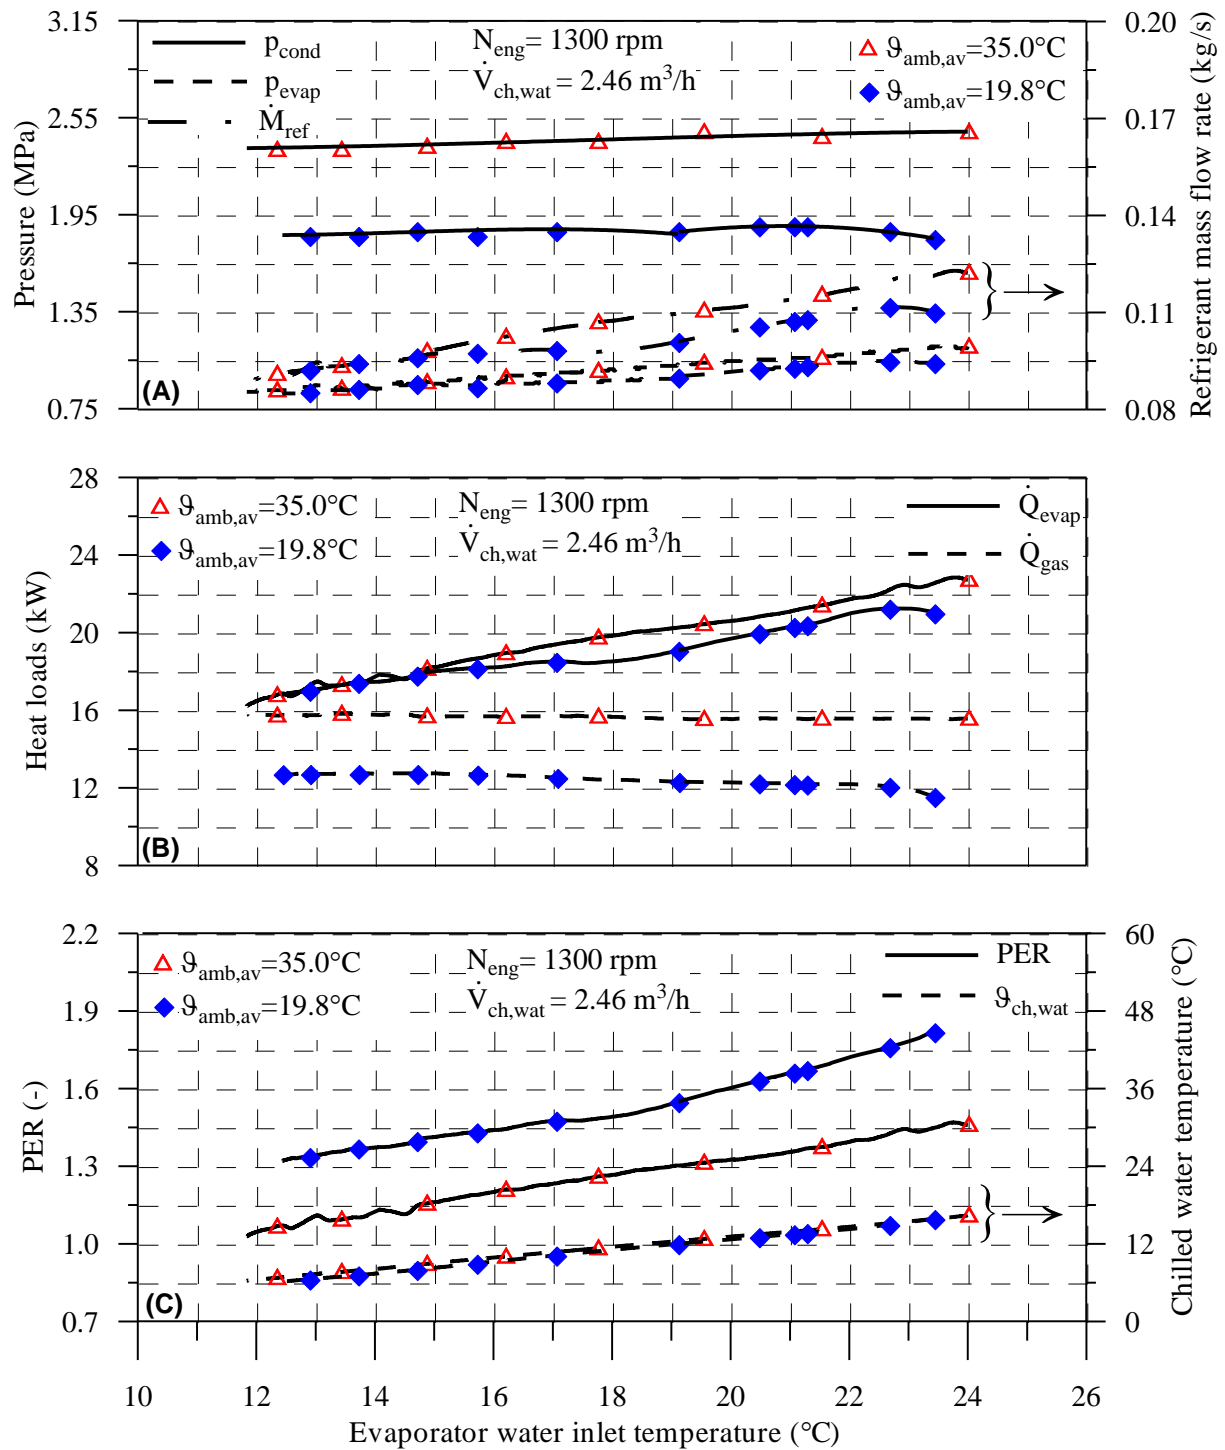 3.15
2.55
1.95
1.35
0.75
Pressure (MPa)
p_cond
p_evap
Ṁ_ref
N_eng= 1300 rpm
V̇_ch,wat = 2.46 m³/h
ϑ_amb,av=35.0°C
ϑ_amb,av=19.8°C
(A)
0.20
0.17
0.14
0.11
0.08
Refrigerant mass flow rate (kg/s)
28
24
20
16
12
8
Heat loads (kW)
ϑ_amb,av=35.0°C
ϑ_amb,av=19.8°C
N_eng= 1300 rpm
V̇_ch,wat = 2.46 m³/h
Q̇_evap
Q̇_gas
(B)
2.2
1.9
1.6
1.3
1.0
0.7
PER (-)
ϑ_amb,av=35.0°C
ϑ_amb,av=19.8°C
N_eng= 1300 rpm
V̇_ch,wat = 2.46 m³/h
PER
ϑ_ch,wat
(C)
60
48
36
24
12
0
Chilled water temperature (°C)
10 12 14 16 18 20 22 24 26
Evaporator water inlet temperature (°C)